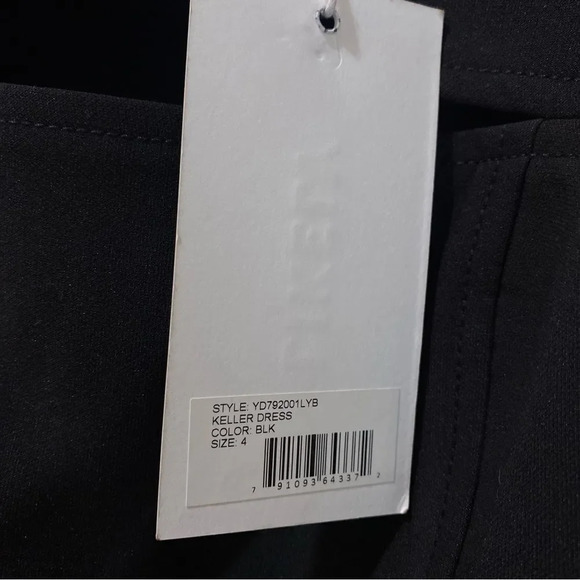 STYLE: YD792001LYB
KELLER DRESS
COLOR: BLK
SIZE: 4
7 91093 64337 2